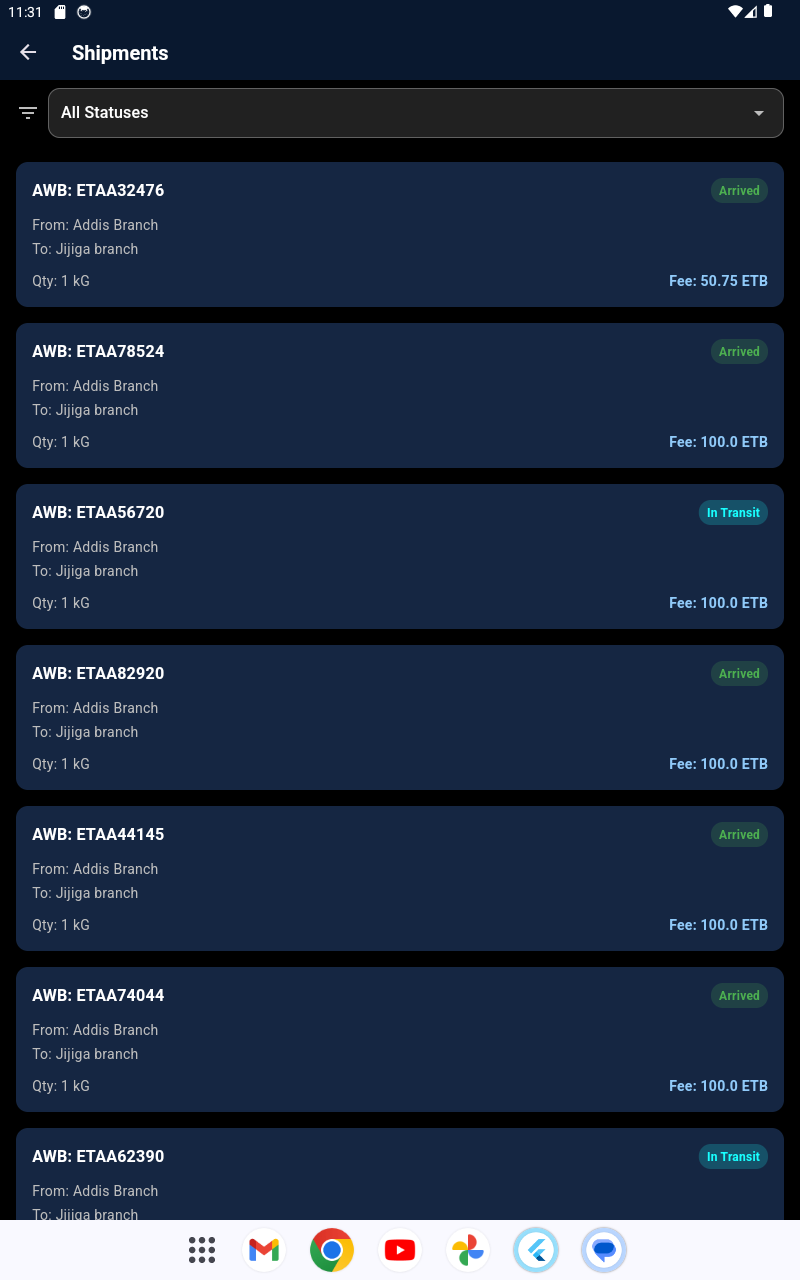 11:31
Shipments
All Statuses
AWB: ETAA32476
Arrived
From: Addis Branch
To: Jijiga branch
Qty: 1 kG
Fee: 50.75 ETB
AWB: ETAA78524
Arrived
From: Addis Branch
To: Jijiga branch
Qty: 1 kG
Fee: 100.0 ETB
AWB: ETAA56720
In Transit
From: Addis Branch
To: Jijiga branch
Qty: 1 kG
Fee: 100.0 ETB
AWB: ETAA82920
Arrived
From: Addis Branch
To: Jijiga branch
Qty: 1 kG
Fee: 100.0 ETB
AWB: ETAA44145
Arrived
From: Addis Branch
To: Jijiga branch
Qty: 1 kG
Fee: 100.0 ETB
AWB: ETAA74044
Arrived
From: Addis Branch
To: Jijiga branch
Qty: 1 kG
Fee: 100.0 ETB
AWB: ETAA62390
In Transit
From: Addis Branch
To: Jijiga branch